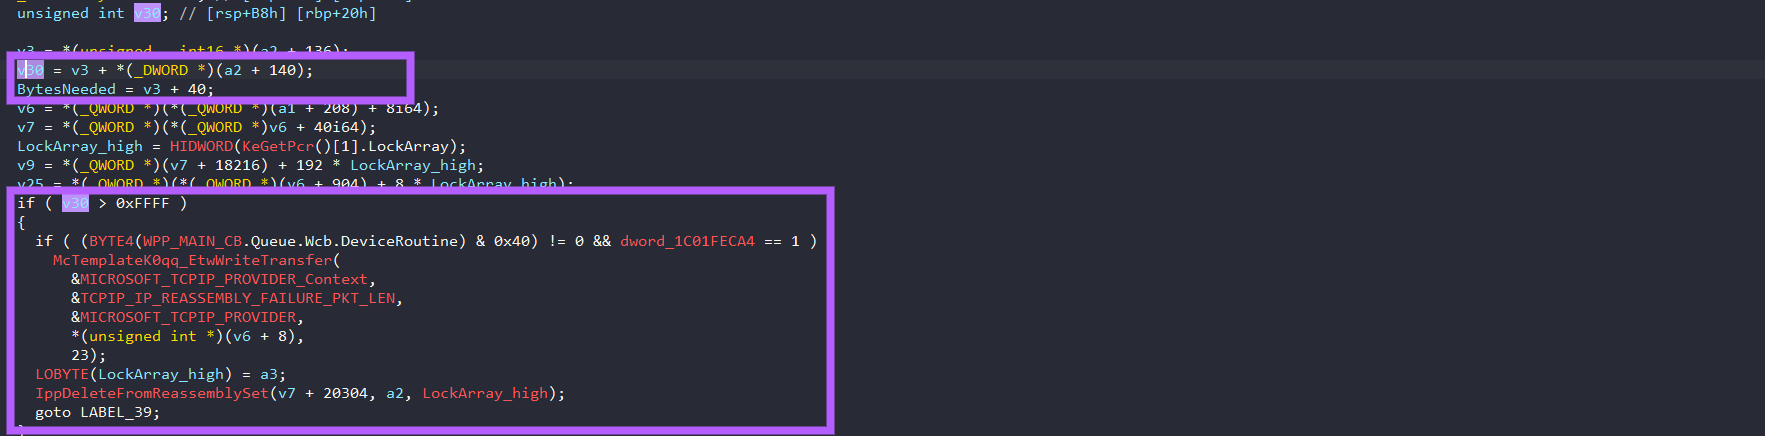 unsigned int v30; // [rsp+B8h] [rbp+20h]
v3 = *(unsigned __int16 *)(a2 + 136);
v30 = v3 + *(_DWORD *)(a2 + 140);
BytesNeeded = v3 + 40;
v6 = *(_QWORD *)(*(_QWORD *)(a1 + 208) + 8i64);
v7 = *(_QWORD *)(*(_QWORD *)v6 + 40i64);
LockArray_high = HIDWORD(KeGetPcr()[1].LockArray);
v9 = *(_QWORD *)(v7 + 18216) + 192 * LockArray_high;
v25 = *(_QWORD *)(*(_QWORD *)(v6 + 904) + 8 * LockArray_high);
if ( v30 > 0xFFFF )
{
if ( (BYTE4(WPP_MAIN_CB.Queue.Wcb.DeviceRoutine) & 0x40) != 0 && dword_1C01FECA4 == 1 )
McTemplateK0qq_EtwWriteTransfer(
&MICROSOFT_TCPIP_PROVIDER_Context,
&TCPIP_IP_REASSEMBLY_FAILURE_PKT_LEN,
&MICROSOFT_TCPIP_PROVIDER,
*(unsigned int *)(v6 + 8),
23);
LOBYTE(LockArray_high) = a3;
IppDeleteFromReassemblySet(v7 + 20304, a2, LockArray_high);
goto LABEL_39;